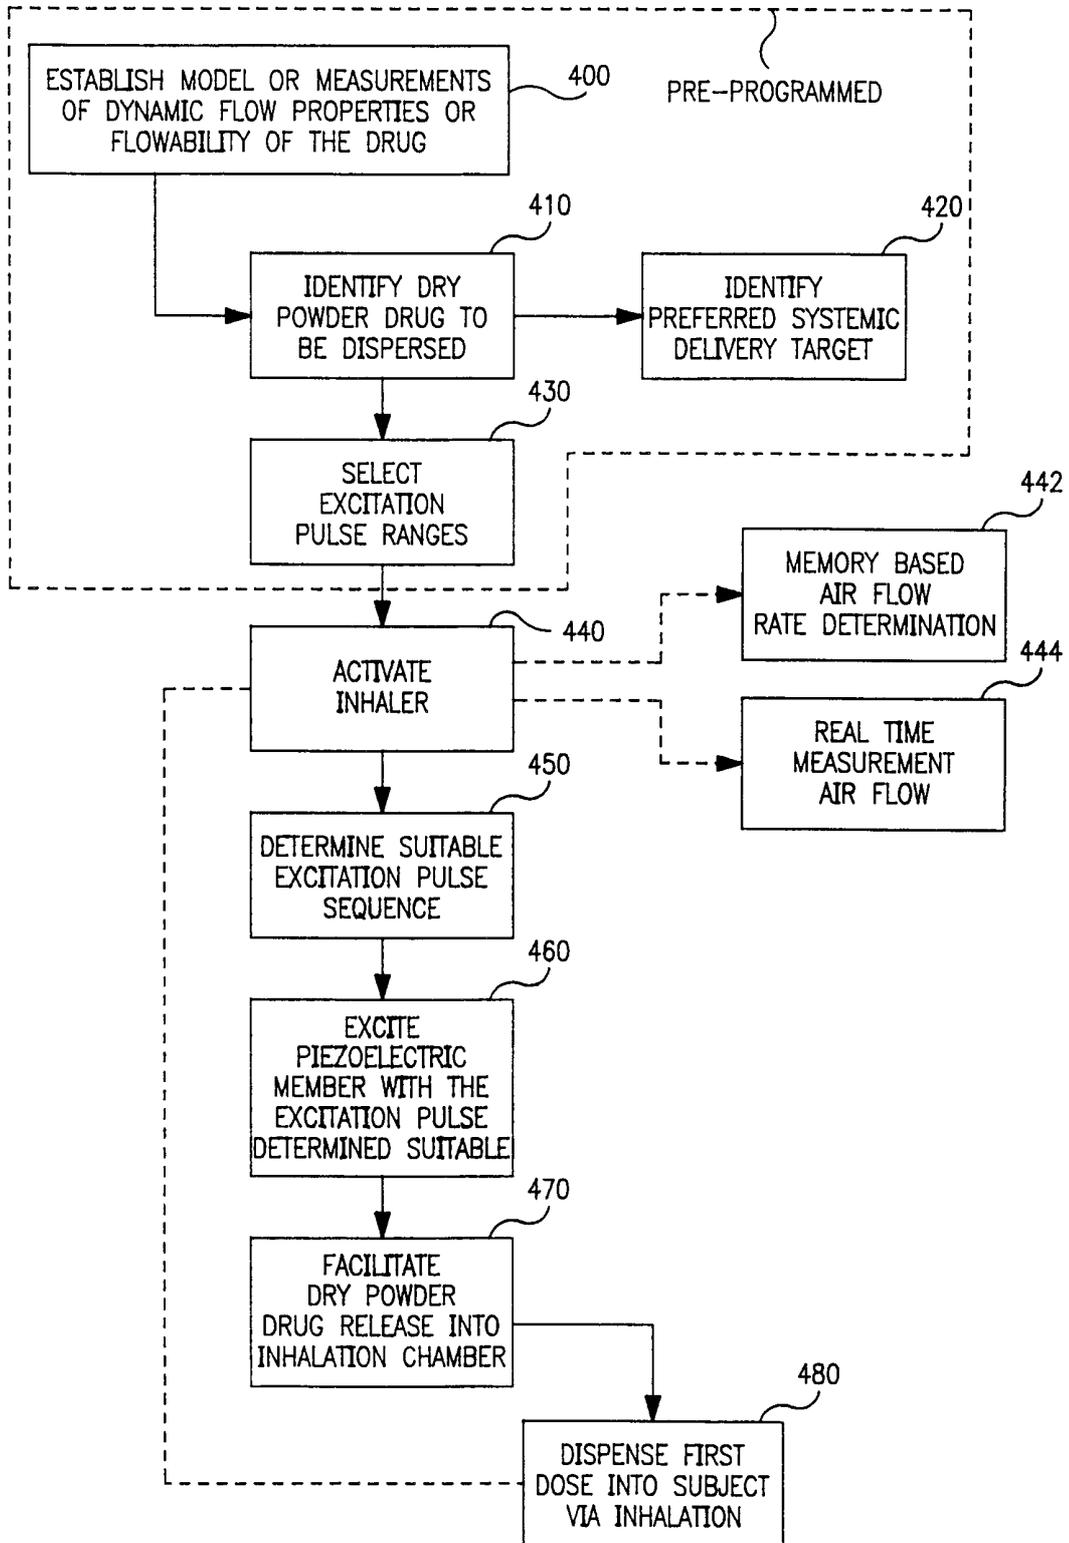 ESTABLISH MODEL OR MEASUREMENTS
OF DYNAMIC FLOW PROPERTIES OR
FLOWABILITY OF THE DRUG
400
PRE-PROGRAMMED
410
IDENTIFY DRY
POWDER DRUG TO
BE DISPERSED
420
IDENTIFY
PREFERRED SYSTEMIC
DELIVERY TARGET
430
SELECT
EXCITATION
PULSE RANGES
442
MEMORY BASED
AIR FLOW
RATE DETERMINATION
440
ACTIVATE
INHALER
444
REAL TIME
MEASUREMENT
AIR FLOW
450
DETERMINE SUITABLE
EXCITATION PULSE
SEQUENCE
460
EXCITE
PIEZOELECTRIC
MEMBER WITH THE
EXCITATION PULSE
DETERMINED SUITABLE
470
FACILITATE
DRY POWDER
DRUG RELEASE INTO
INHALATION CHAMBER
480
DISPENSE FIRST
DOSE INTO SUBJECT
VIA INHALATION